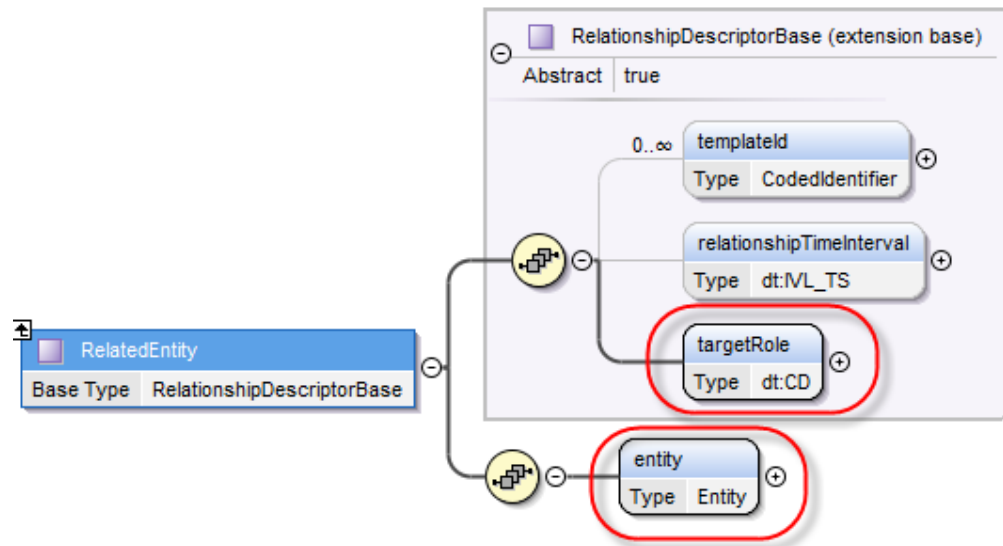 RelationshipDescriptorBase (extension base)
Abstract true
0..∞
templateId
Type CodedIdentifier
relationshipTimeInterval
Type dt:IVL_TS
targetRole
Type dt:CD
RelatedEntity
Base Type RelationshipDescriptorBase
entity
Type Entity